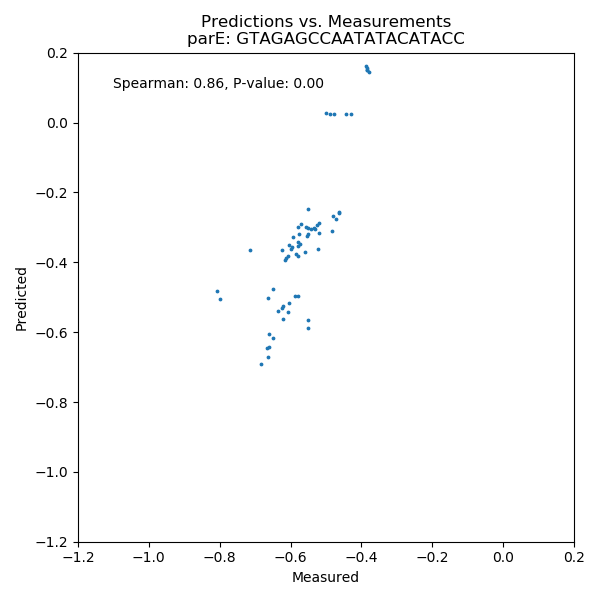 Predictions vs. Measurements
parE: GTAGAGCCAATATACATACC
Spearman: 0.86, P-value: 0.00
0.2
0.0
−0.2
−0.4
−0.6
−0.8
−1.0
−1.2
Predicted
−1.2 −1.0 −0.8 −0.6 −0.4 −0.2 0.0 0.2
Measured